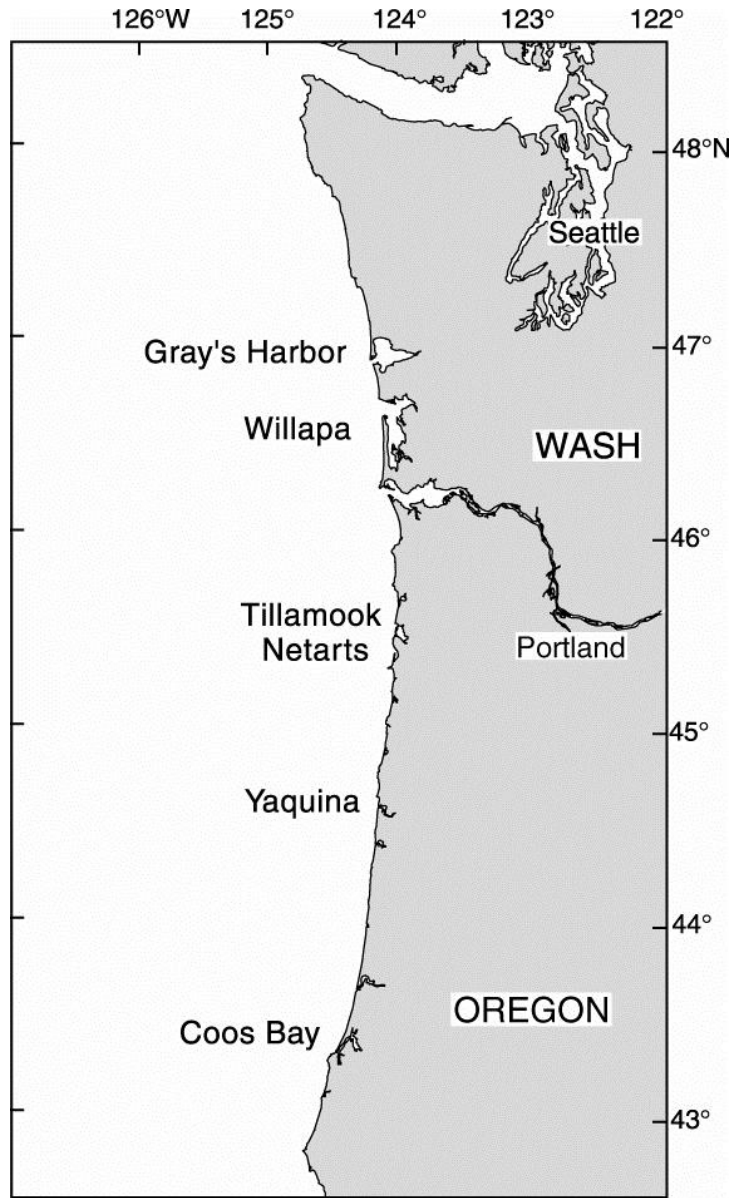 126°W 125° 124° 123° 122°
48°N
Seattle
47°
Gray's Harbor
Willapa
WASH
46°
Tillamook
Netarts
Portland
45°
Yaquina
44°
OREGON
Coos Bay
43°